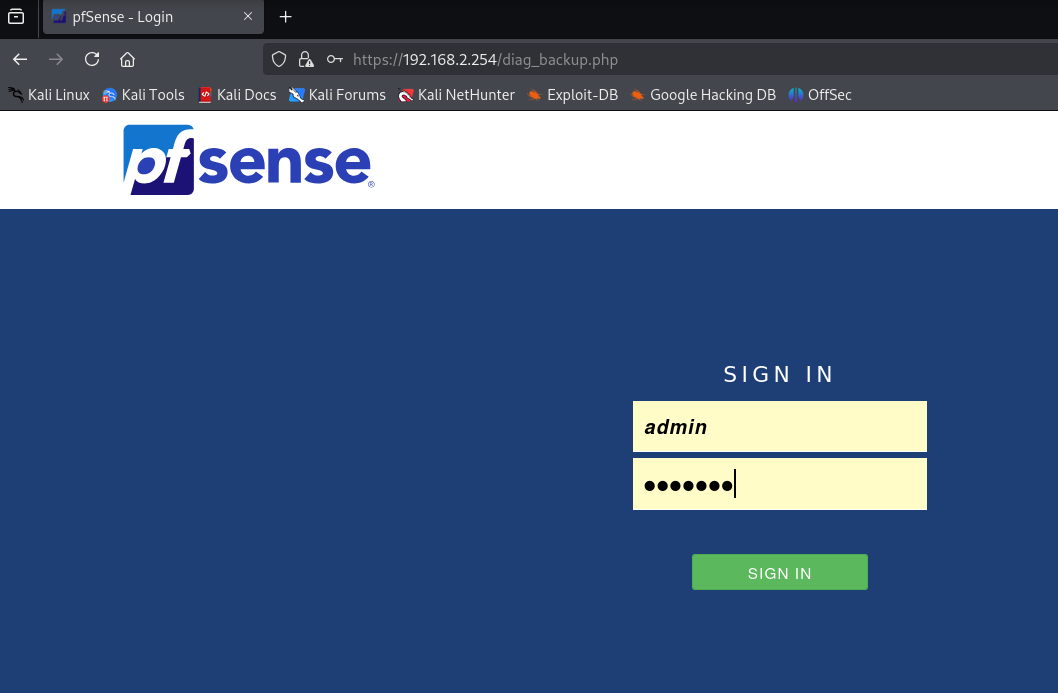 pfSense - Login
https://192.168.2.254/diag_backup.php
Kali Linux Kali Tools Kali Docs Kali Forums Kali NetHunter Exploit-DB Google Hacking DB OffSec
pfsense®
SIGN IN
admin
•••••••
SIGN IN